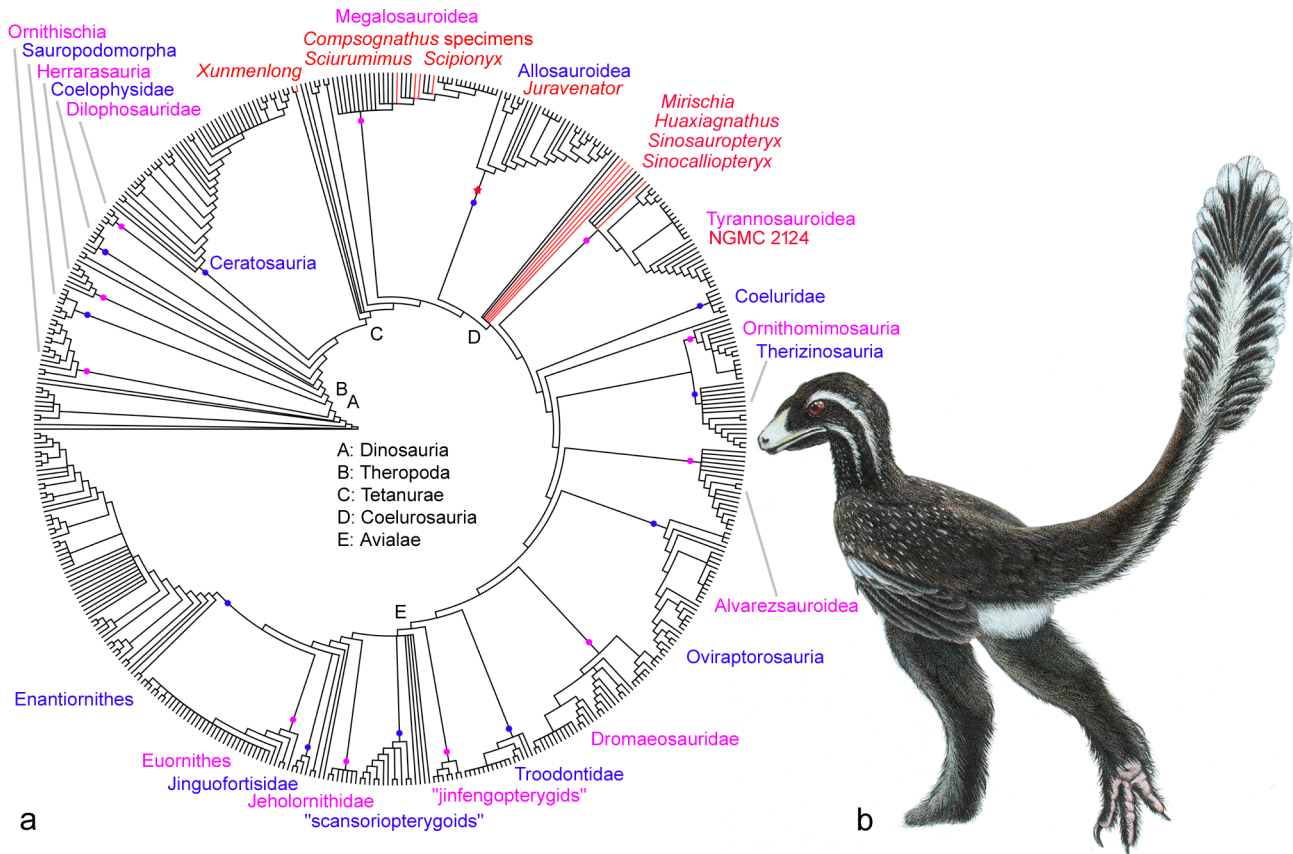 Megalosauroidea
Ornithischia
Compsognathus specimens
Sauropodomorpha
Sciurumimus Scipionyx
Herrarasauria
Xunmenlong
Allosauroidea
Coelophysidae
Juravenator
Dilophosauridae
Mirischia
Huaxiagnathus
Sinosauropteryx
Sinocalliopteryx
Tyrannosauroidea
NGMC 2124
Ceratosauria
Coeluridae
Ornithomimosauria
Therizinosauria
C
D
B
A
A: Dinosauria
B: Theropoda
C: Tetanurae
D: Coelurosauria
E: Avialae
E
Alvarezsauroidea
Oviraptorosauria
Enantiornithes
Dromaeosauridae
Euornithes
Troodontidae
Jinguofortisidae
"jinfengopterygids"
Jeholornithidae
"scansoriopterygoids"
a
b